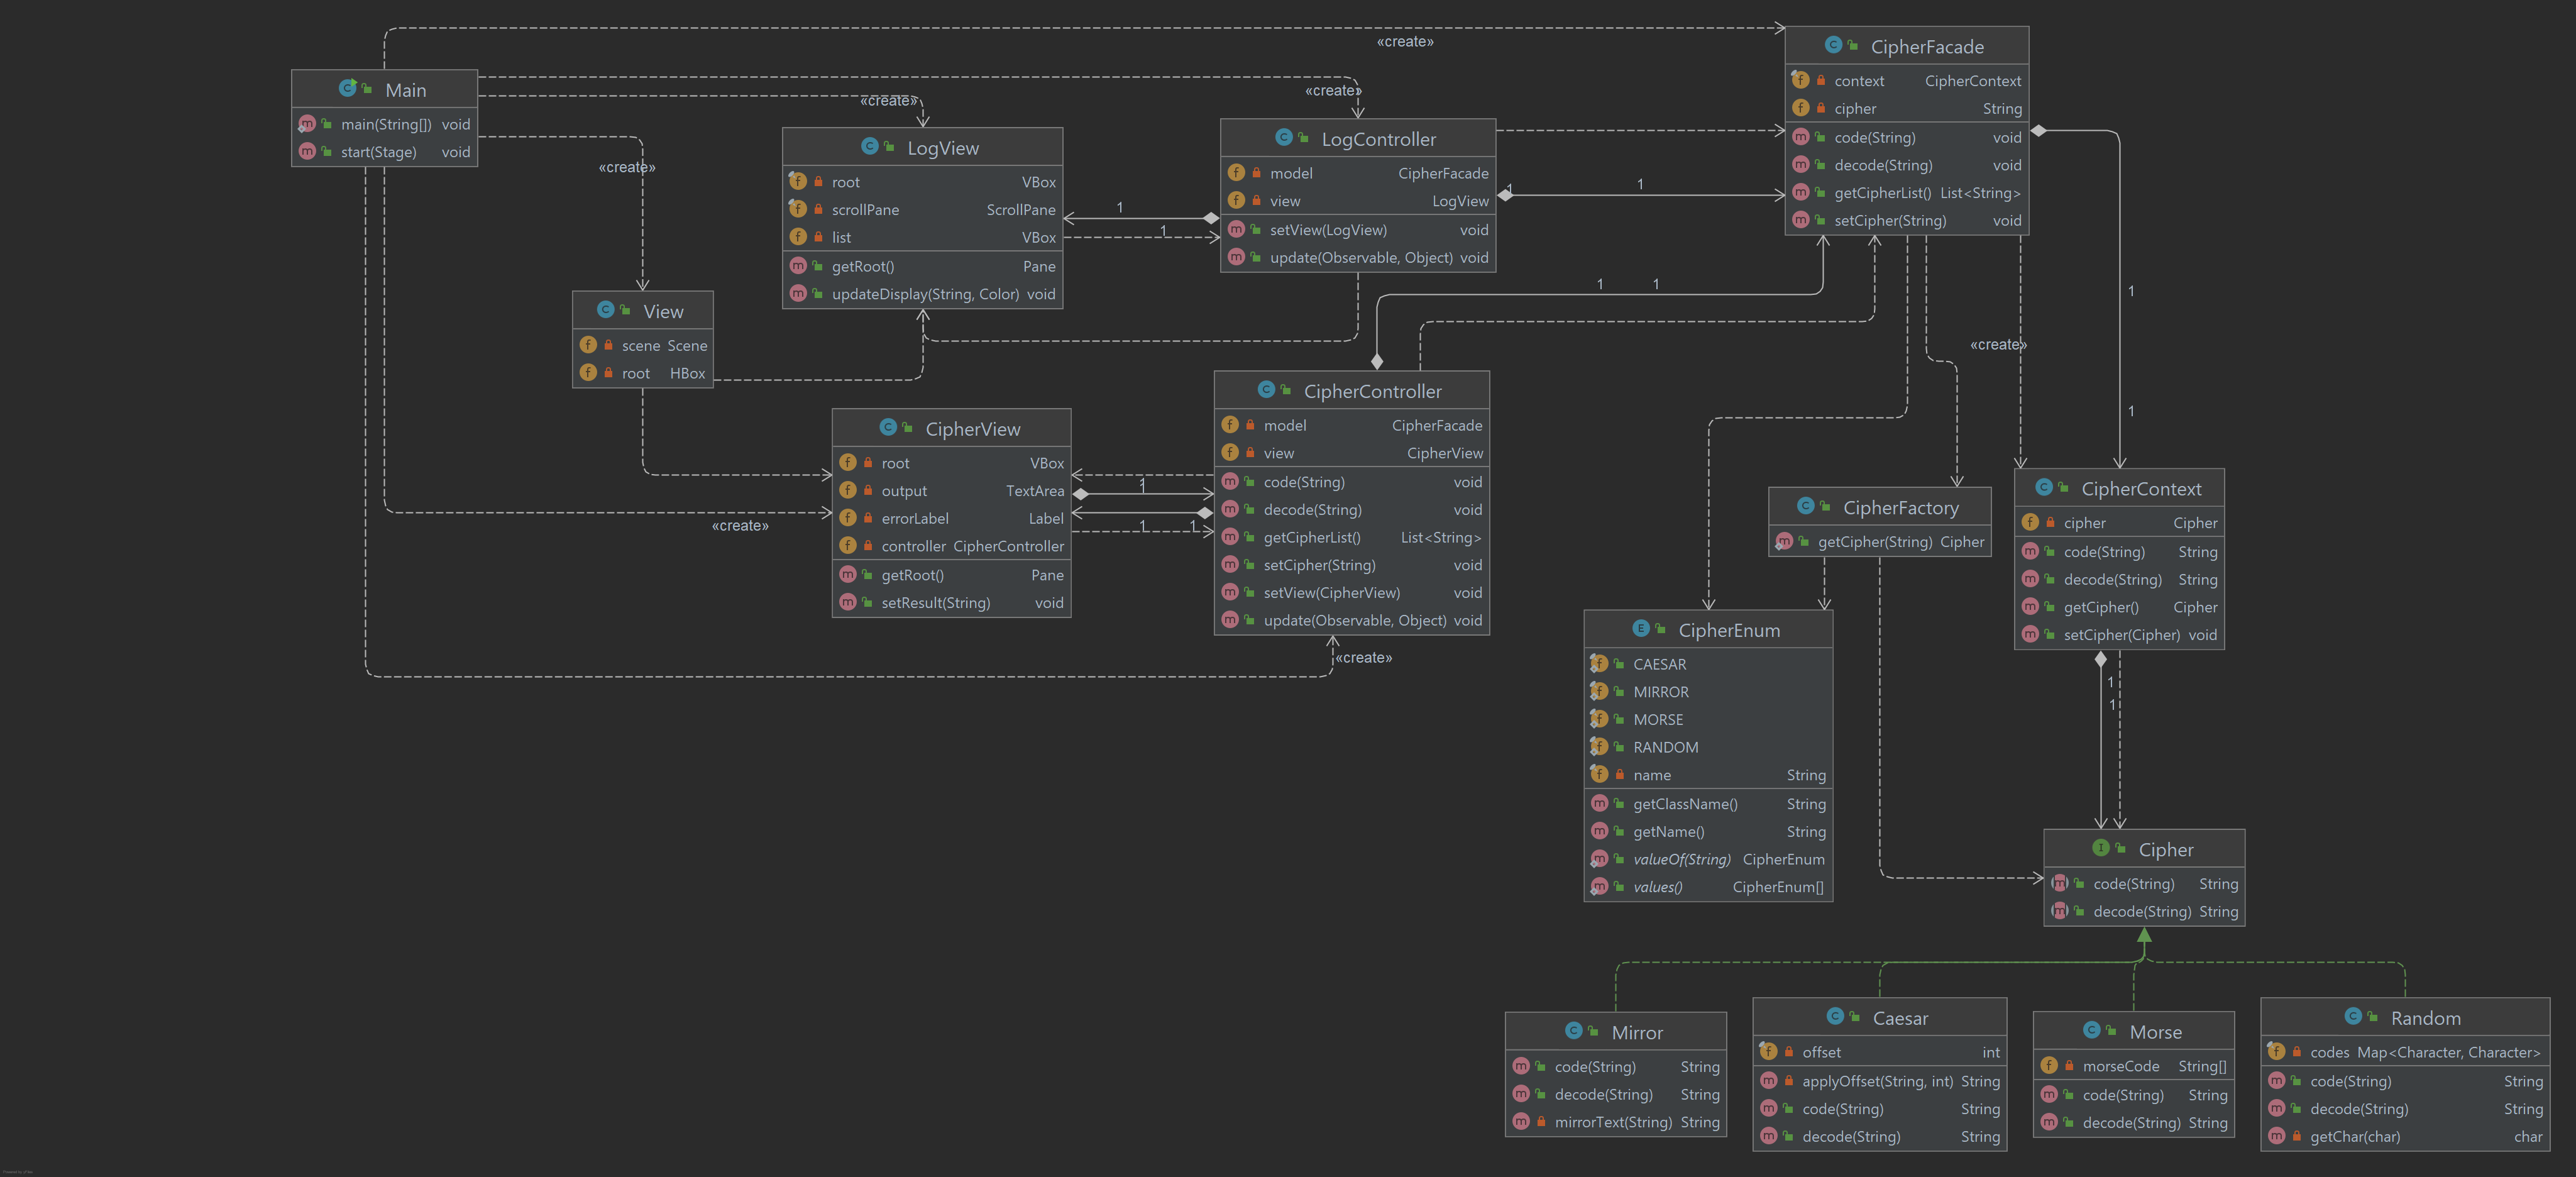 «create»
CipherFacade
context CipherContext
cipher String
code(String) void
decode(String) void
getCipherList() List<String>
setCipher(String) void
Main
main(String[]) void
start(Stage) void
«create»
«create»
«create»
LogView
root VBox
scrollPane ScrollPane
list VBox
getRoot() Pane
updateDisplay(String, Color) void
LogController
model CipherFacade
view LogView
setView(LogView) void
update(Observable, Object) void
1
1
1
1
1
1
1
1
View
scene Scene
root HBox
«create»
CipherView
root VBox
output TextArea
errorLabel Label
controller CipherController
getRoot() Pane
setResult(String) void
«create»
CipherController
model CipherFacade
view CipherView
code(String) void
decode(String) void
getCipherList() List<String>
setCipher(String) void
setView(CipherView) void
update(Observable, Object) void
1
1
1
«create»
CipherFactory
getCipher(String) Cipher
CipherContext
cipher Cipher
code(String) String
decode(String) String
getCipher() Cipher
setCipher(Cipher) void
1
1
CipherEnum
CAESAR
MIRROR
MORSE
RANDOM
name String
getClassName() String
getName() String
valueOf(String) CipherEnum
values() CipherEnum[]
Cipher
code(String) String
decode(String) String
Mirror
code(String) String
decode(String) String
mirrorText(String) String
Caesar
offset int
applyOffset(String, int) String
code(String) String
decode(String) String
Morse
morseCode String[]
code(String) String
decode(String) String
Random
codes Map<Character, Character>
code(String) String
decode(String) String
getChar(char) char
Powered by yFiles